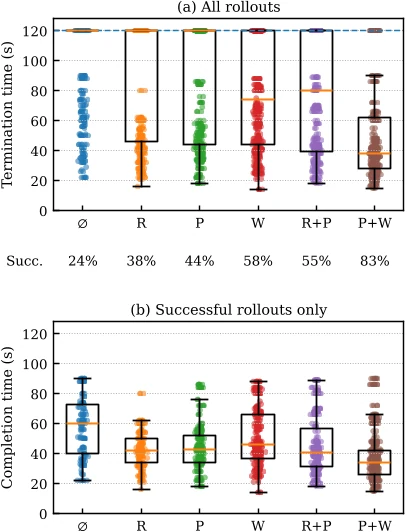 (a) All rollouts
Termination time (s)
120
100
80
60
40
20
0
∅ R P W R+P P+W
Succ. 24% 38% 44% 58% 55% 83%
(b) Successful rollouts only
Completion time (s)
120
100
80
60
40
20
0
∅ R P W R+P P+W